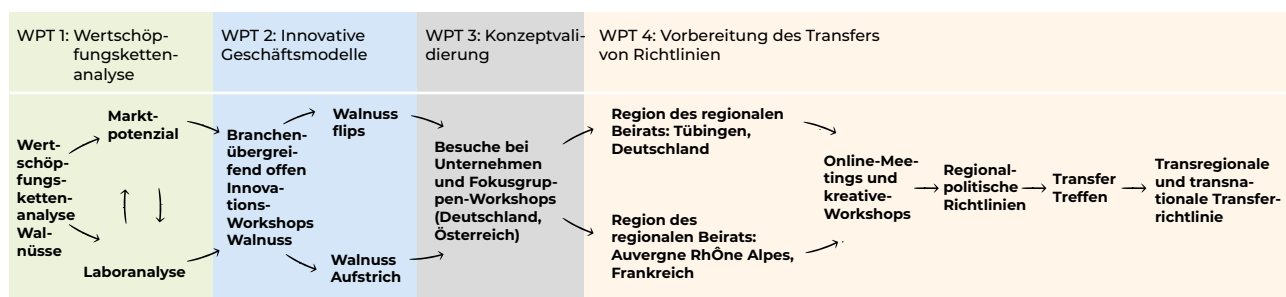 WPT 1: Wertschöp-
fungsketten-
analyse
WPT 2: Innovative
Geschäftsmodelle
WPT 3: Konzeptvali-
dierung
WPT 4: Vorbereitung des Transfers
von Richtlinien
Wert-
schöp-
fungs-
ketten-
analyse
Wal-
nüsse
Markt-
potenzial
Laboranalyse
Branchen-
übergrei-
fend offen
Innova-
tions-
Workshops
Walnuss
Walnuss
flips
Walnuss
Aufstrich
Besuche bei
Unternehmen
und Fokusgrup-
pen-Workshops
(Deutschland,
Österreich)
Region des regionalen
Beirats: Tübingen,
Deutschland
Region des
regionalen Beirats:
Auvergne RhÔne Alpes,
Frankreich
Online-Mee-
tings und
kreative-
Workshops
Regional-
politische
Richtlinien
Transfer
Treffen
Transregionale
und transna-
tionale Transfer-
richtlinie